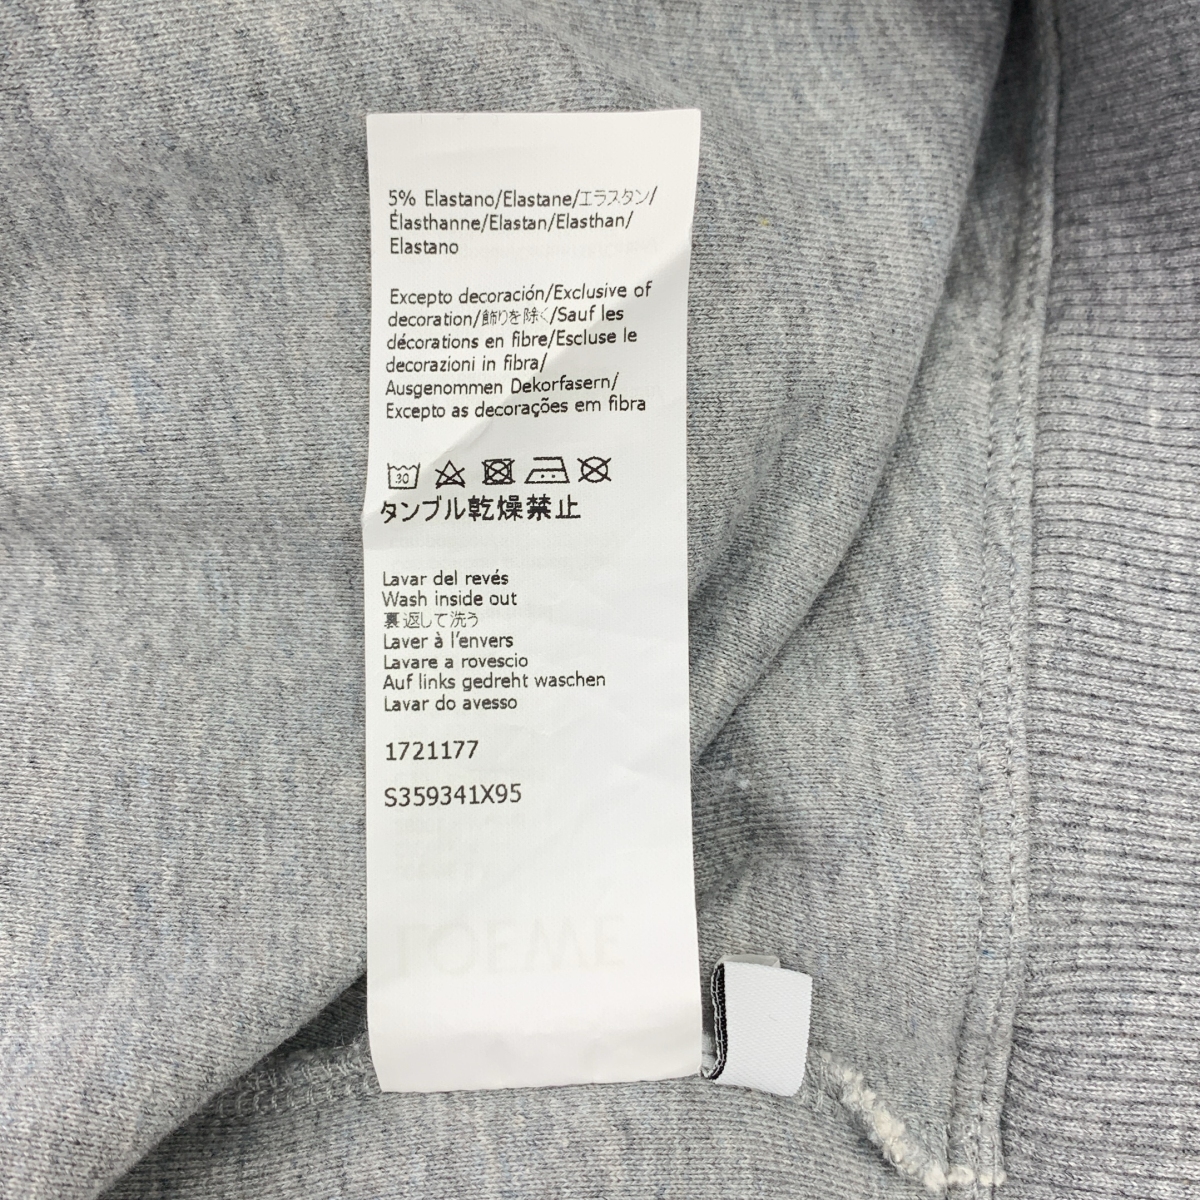 5% Elastano/Elastane/エラスタン/
Élasthanne/Elastan/Elasthan/
Elastano
Excepto decoración/Exclusive of
decoration/飾りを除く/Sauf les
décorations en fibre/Escluse le
decorazioni in fibra/
Ausgenommen Dekorfasern/
Excepto as decorações em fibra
30
タンブル乾燥禁止
Lavar del revés
Wash inside out
裏返して洗う
Laver à l'envers
Lavare a rovescio
Auf links gedreht waschen
Lavar do avesso
1721177
S359341X95